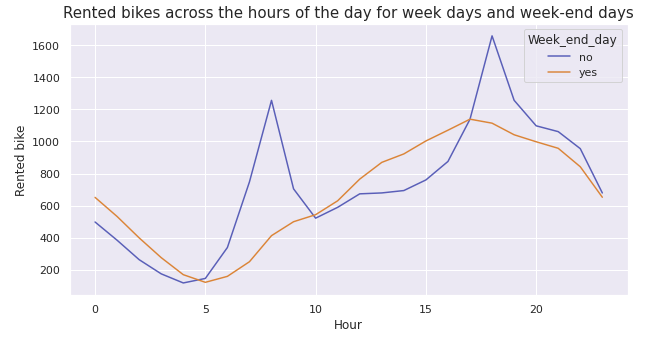 Rented bikes across the hours of the day for week days and week-end days
Week_end_day
no
yes
Rented bike
1600
1400
1200
1000
800
600
400
200
0 5 10 15 20
Hour